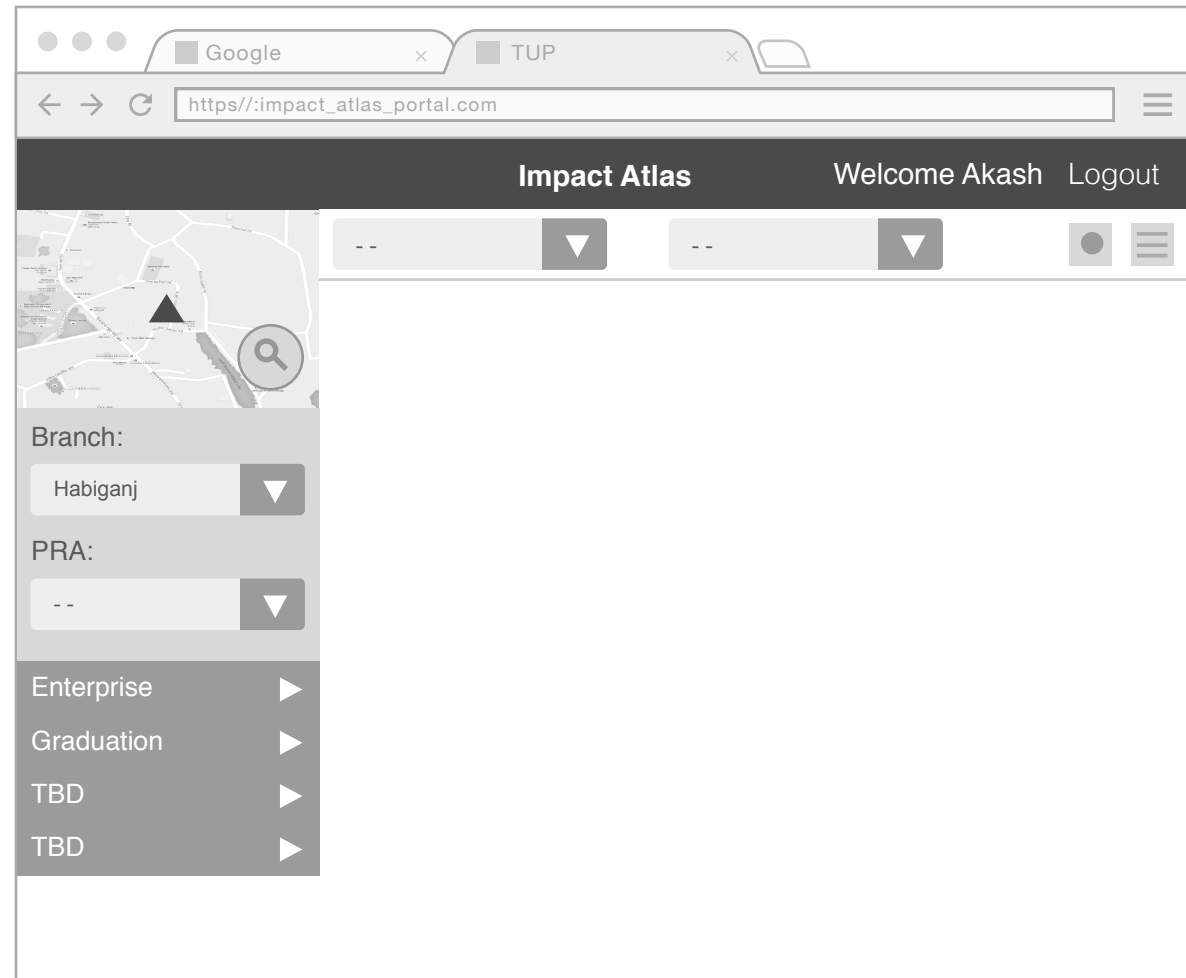 Google × TUP ×
https//:impact_atlas_portal.com
Impact Atlas Welcome Akash Logout
- - - -
Branch:
Habiganj
PRA:
- -
Enterprise
Graduation
TBD
TBD